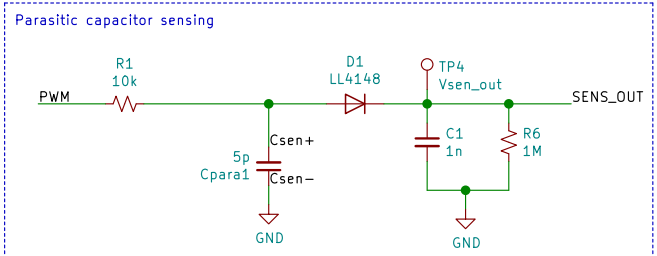 Parasitic capacitor sensing
D1
LL4148
R1
10k
TP4
Vsen_out
PWM
SENS_OUT
Csen+
5p
Cpara1
Csen-
C1
1n
R6
1M
GND
GND